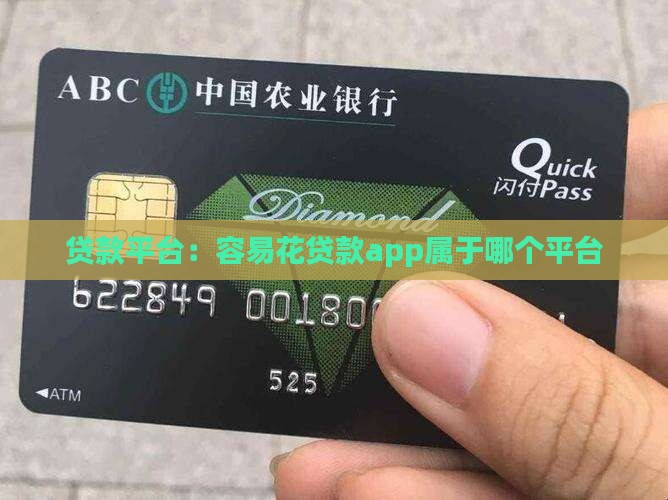 ABC 中国农业银行
Quick
闪付Pass
Diamond
贷款平台：容易花贷款app属于哪个平台
622849 00180
525
◀ATM